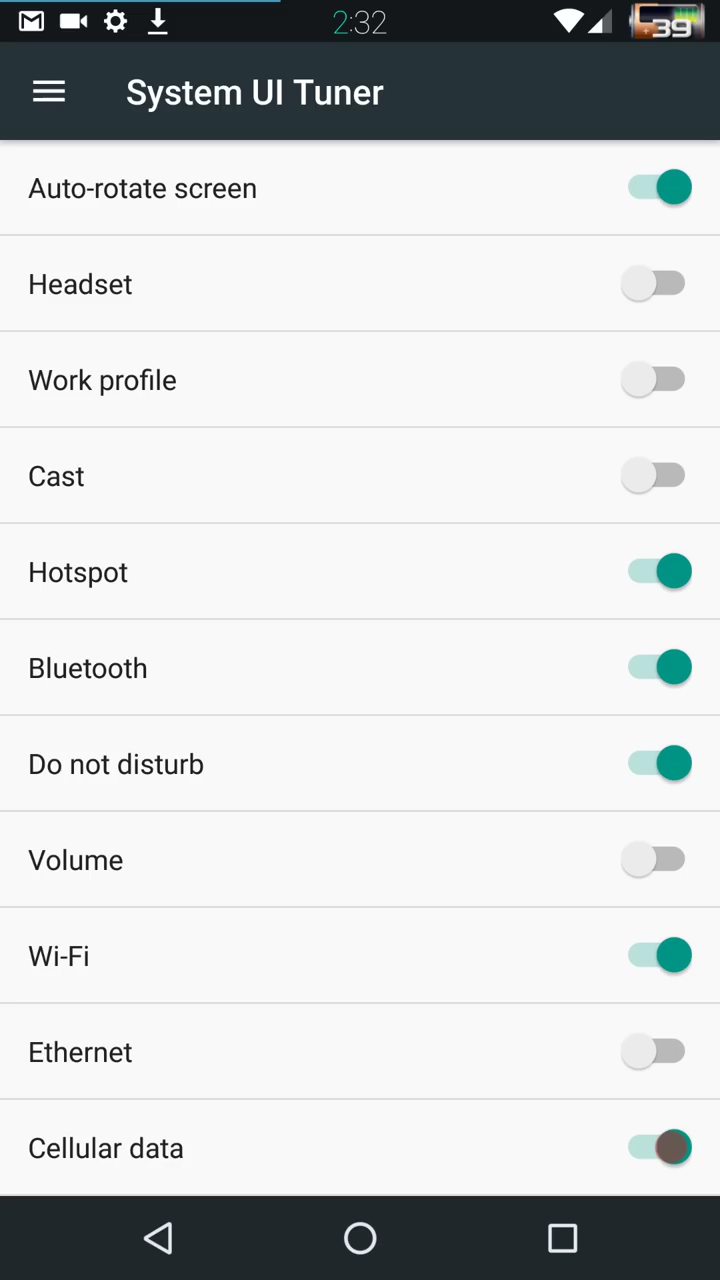 2:32
39
System UI Tuner
Auto-rotate screen
Headset
Work profile
Cast
Hotspot
Bluetooth
Do not disturb
Volume
Wi-Fi
Ethernet
Cellular data